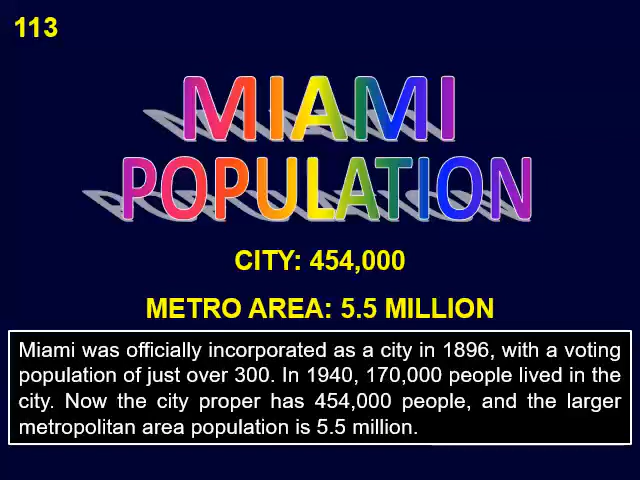 113
MIAMI
POPULATION
CITY: 454,000
METRO AREA: 5.5 MILLION
Miami was officially incorporated as a city in 1896, with a voting
population of just over 300. In 1940, 170,000 people lived in the
city. Now the city proper has 454,000 people, and the larger
metropolitan area population is 5.5 million.